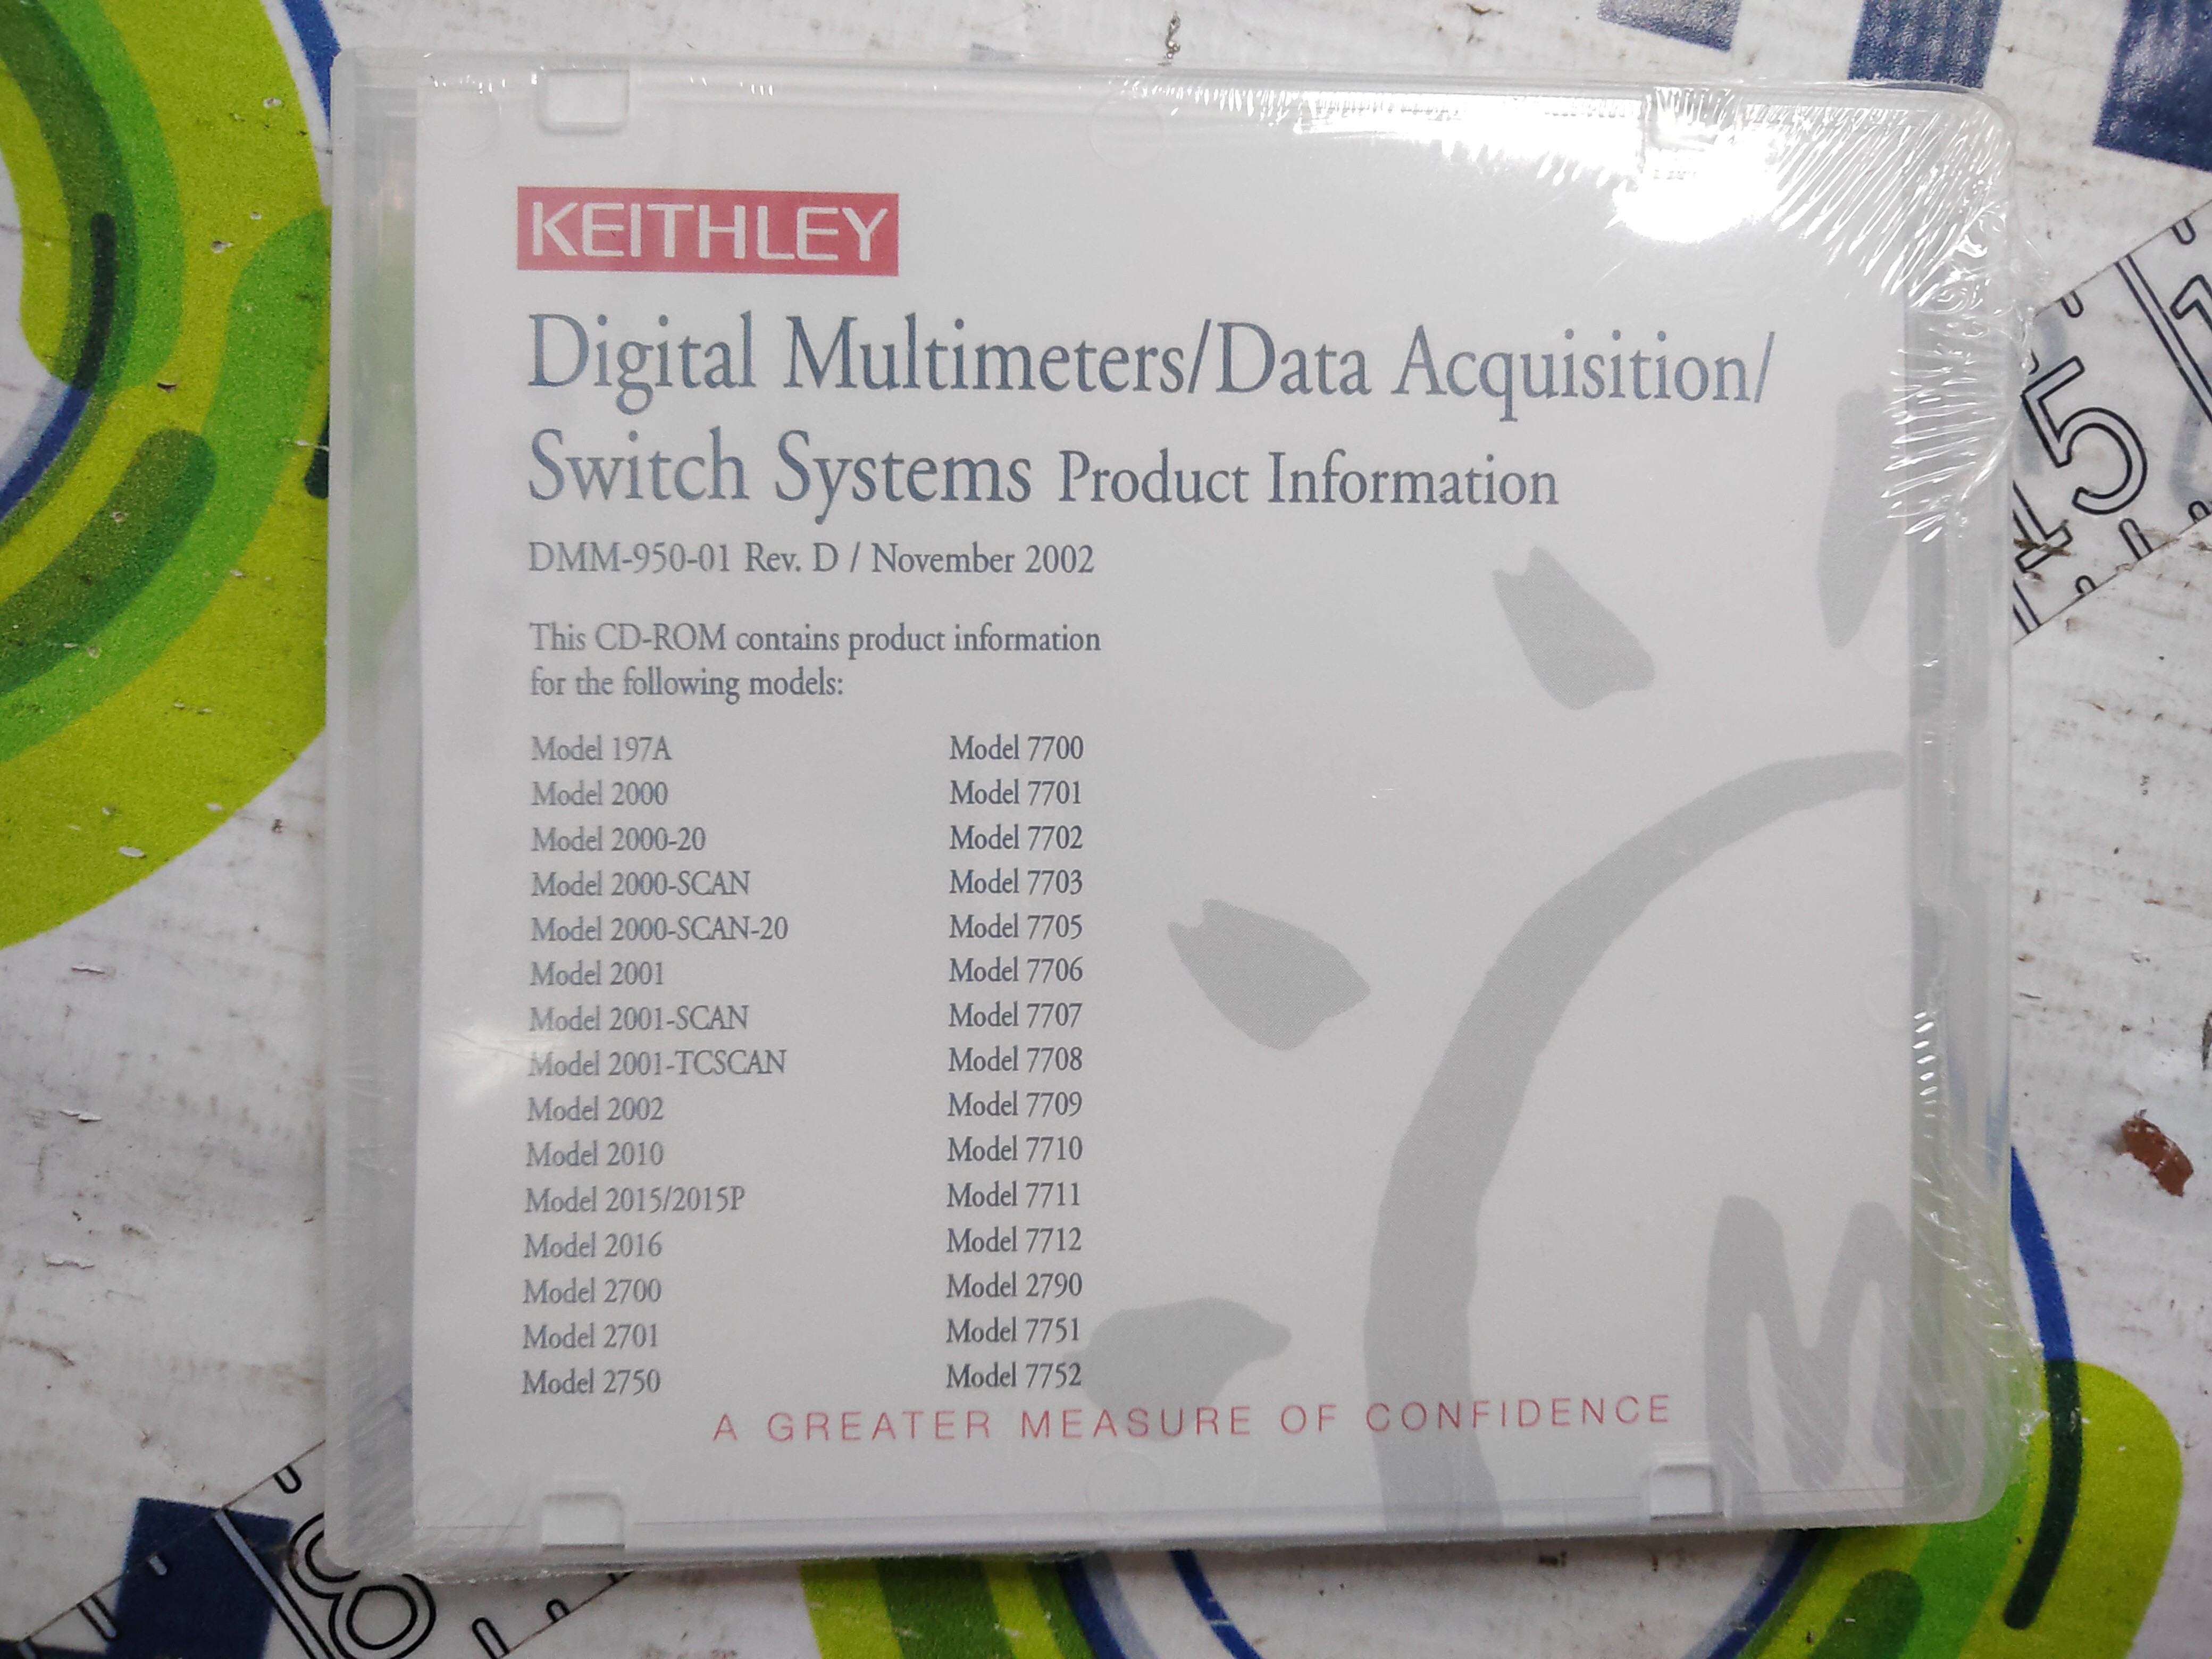 KEITHLEY
Digital Multimeters/Data Acquisition/
Switch Systems Product Information
DMM-950-01 Rev. D / November 2002
This CD-ROM contains product information
for the following models:
Model 197A
Model 2000
Model 2000-20
Model 2000-SCAN
Model 2000-SCAN-20
Model 2001
Model 2001-SCAN
Model 2001-TCSCAN
Model 2002
Model 2010
Model 2015/2015P
Model 2016
Model 2700
Model 2701
Model 2750
Model 7700
Model 7701
Model 7702
Model 7703
Model 7705
Model 7706
Model 7707
Model 7708
Model 7709
Model 7710
Model 7711
Model 7712
Model 2790
Model 7751
Model 7752
A GREATER MEASURE OF CONFIDENCE
45
8